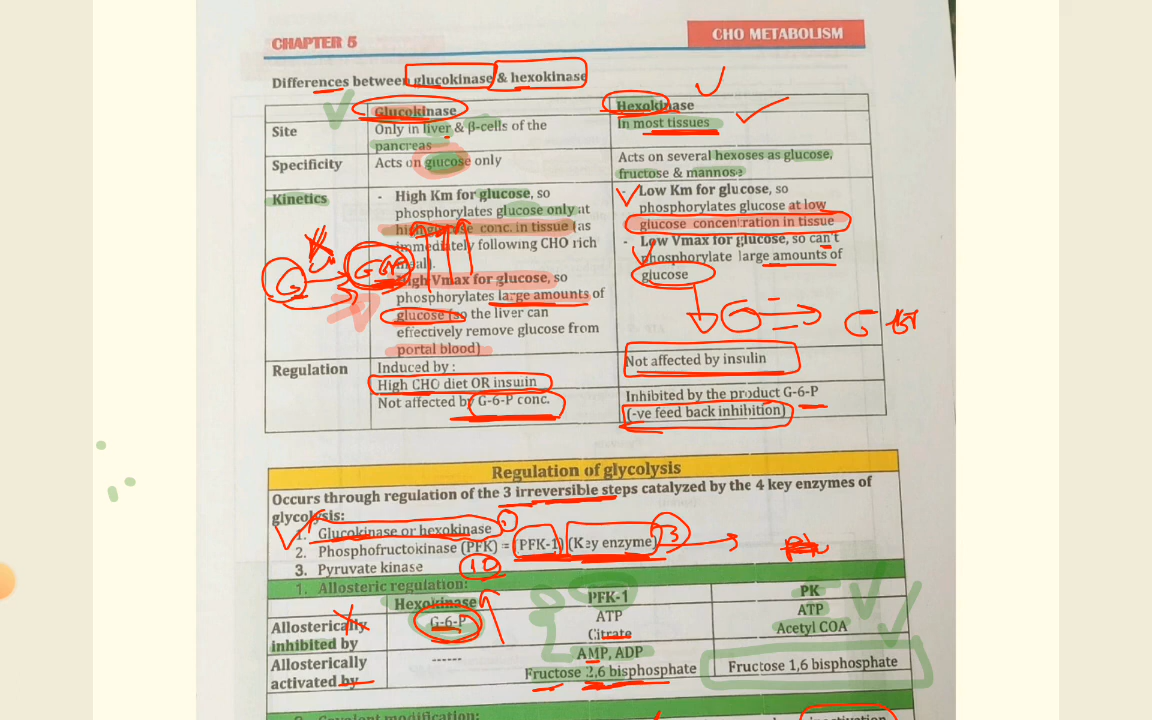 CHAPTER 5
CHO METABOLISM
Differences between glucokinase & hexokinase
Glucokinase
Hexokinase
Site
Only in liver & β-cells of the
pancreas
In most tissues
Specificity
Acts on glucose only
Acts on several hexoses as glucose,
fructose & mannose
Kinetics
- High Km for glucose, so
phosphorylates glucose only at
high glucose conc. in tissue (as
immediately following CHO rich
meal).
High Vmax for glucose, so
phosphorylates large amounts of
glucose (so the liver can
effectively remove glucose from
portal blood)
- Low Km for glucose, so
phosphorylates glucose at low
glucose concentration in tissue
- Low Vmax for glucose, so can't
phosphorylate large amounts of
glucose
G
G
G
Regulation
Induced by :
High CHO diet OR insulin
Not affected by G-6-P conc.
Not affected by insulin
Inhibited by the product G-6-P
(-ve feed back inhibition)
Regulation of glycolysis
Occurs through regulation of the 3 irreversible steps catalyzed by the 4 key enzymes of
glycolysis:
1. Glucokinase or hexokinase
2. Phosphofructokinase (PFK) = (PFK-1) (Key enzyme) 3
3. Pyruvate kinase 10
1. Allosteric regulation:
Hexokinase
PFK-1
PK
Allosterically
inhibited by
G-6-P
ATP
Citrate
ATP
Acetyl COA
Allosterically
activated by
------
AMP, ADP
Fructose 2,6 bisphosphate
Fructose 1,6 bisphosphate
2. Covalent modification:
inactivation